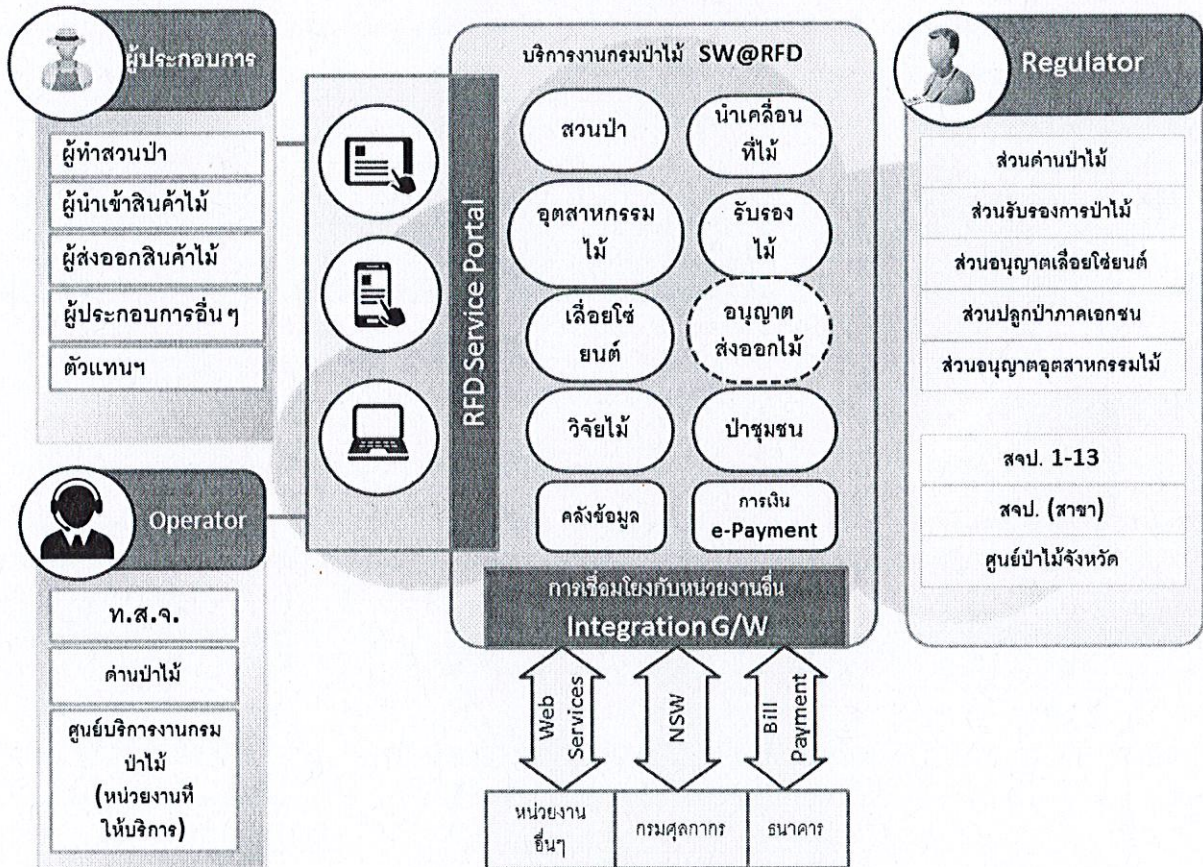 ผู้ประกอบการ
ผู้ทำสวนป่า
ผู้นำเข้าสินค้าไม้
ผู้ส่งออกสินค้าไม้
ผู้ประกอบการอื่น ๆ
ตัวแทนฯ
Operator
ท.ส.จ.
ด่านป่าไม้
ศูนย์บริการงานกรม
ป่าไม้
(หน่วยงานที่
ให้บริการ)
RFD Service Portal
บริการงานกรมป่าไม้ SW@RFD
สวนป่า
นำเคลื่อน
ที่ไม้
อุตสาหกรรม
ไม้
รับรอง
ไม้
เลื่อยโซ่
ยนต์
อนุญาต
ส่งออกไม้
วิจัยไม้
ป่าชุมชน
คลังข้อมูล
การเงิน
e-Payment
การเชื่อมโยงกับหน่วยงานอื่น
Integration G/W
Web
Services
NSW
Bill
Payment
หน่วยงาน
อื่นๆ
กรมศุลกากร
ธนาคาร
Regulator
ส่วนด่านป่าไม้
ส่วนรับรองการป่าไม้
ส่วนอนุญาตเลื่อยโซ่ยนต์
ส่วนปลูกป่าภาคเอกชน
ส่วนอนุญาตอุตสาหกรรมไม้
สจป. 1-13
สจป. (สาขา)
ศูนย์ป่าไม้จังหวัด